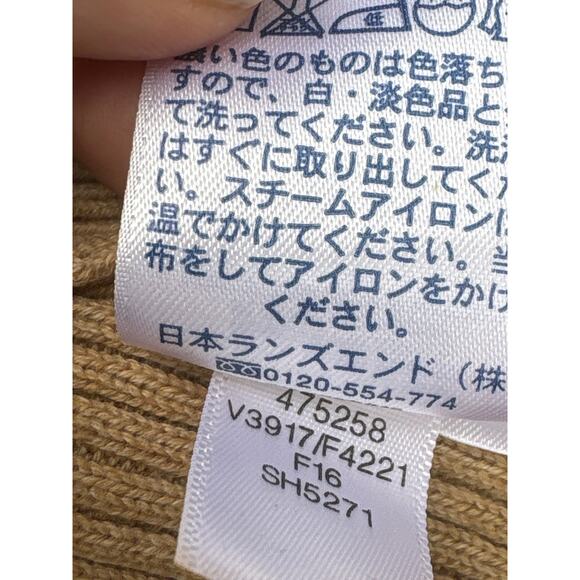 低
濃い色のものは色落ち
すので、白・淡色品と
て洗ってください。洗
はすぐに取り出してくだ
い。スチームアイロン
温でかけてください。当
布をしてアイロンをかけ
ください。
日本ランズエンド（株
0120-554-774
475258
V3917/F4221
F16
SH5271